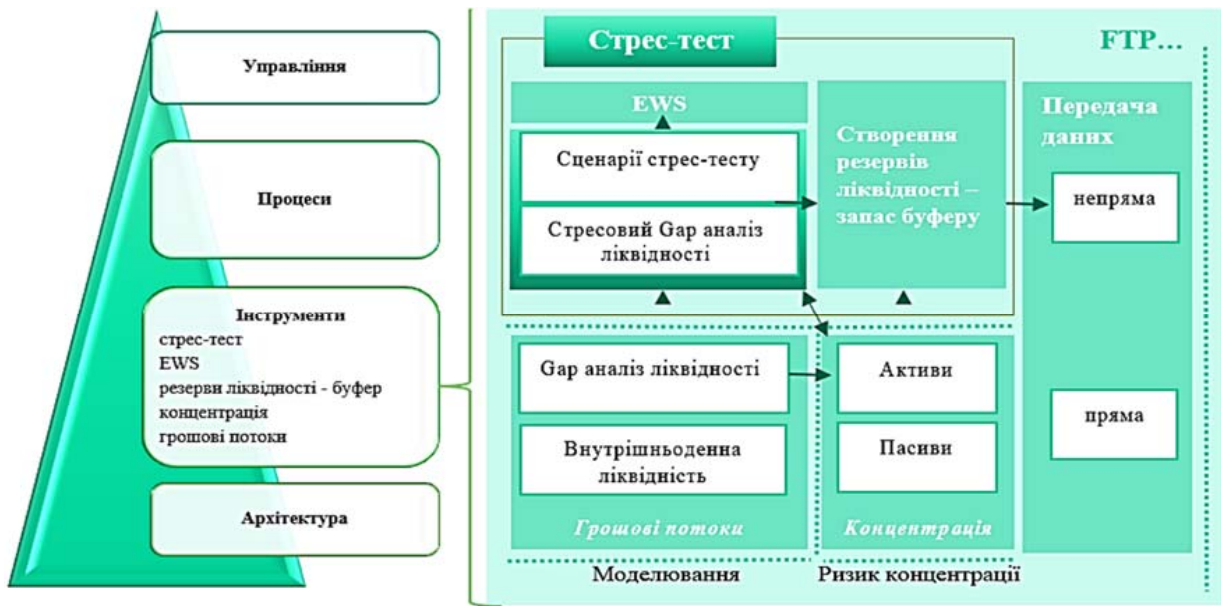 Управління
Процеси
Інструменти
стрес-тест
EWS
резерви ліквідності - буфер
концентрація
грошові потоки
Архітектура
Стрес-тест
FTP...
EWS
Сценарії стрес-тесту
Стресовий Gap аналіз
ліквідності
Створення
резервів
ліквідності –
запас буферу
Передача
даних
непряма
пряма
Gap аналіз ліквідності
Внутрішньоденна
ліквідність
Грошові потоки
Активи
Пасиви
Концентрація
Моделювання
Ризик концентрації